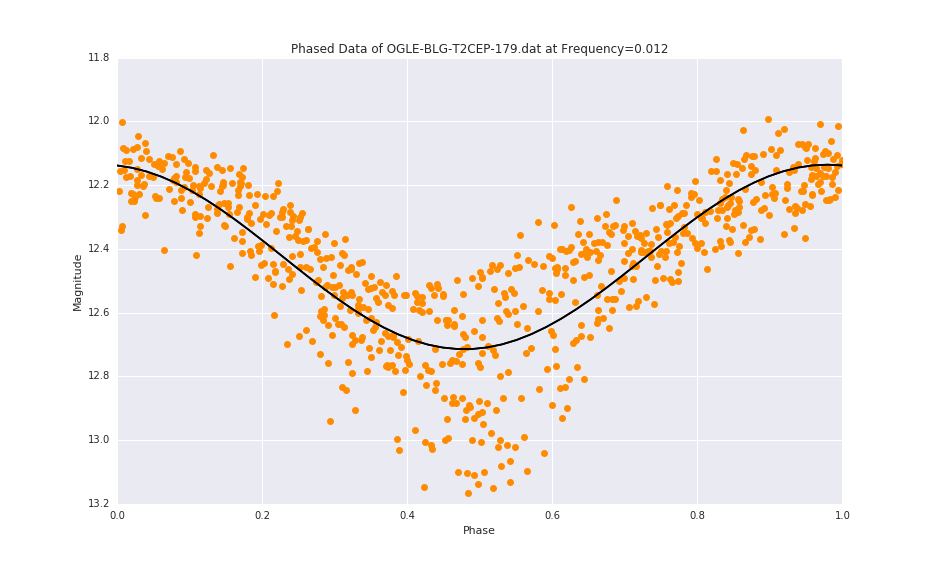 Phased Data of OGLE-BLG-T2CEP-179.dat at Frequency=0.012
11.8
12.0
12.2
12.4
12.6
12.8
13.0
13.2
Magnitude
0.0 0.2 0.4 0.6 0.8 1.0
Phase